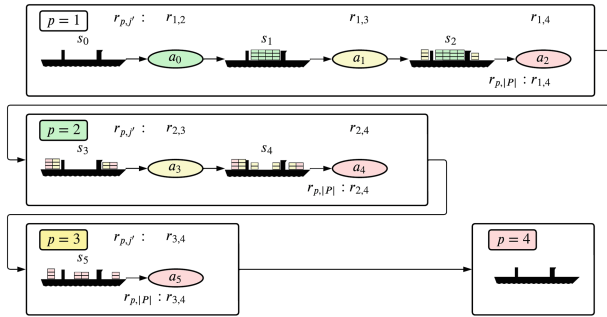 p = 1 r_{p,j′} : r_{1,2} r_{1,3} r_{1,4}
s_0 s_1 s_2
a_0 a_1 a_2
r_{p,|P|} : r_{1,4}
p = 2 r_{p,j′} : r_{2,3} r_{2,4}
s_3 s_4
a_3 a_4
r_{p,|P|} : r_{2,4}
p = 3 r_{p,j′} : r_{3,4} p = 4
s_5
a_5
r_{p,|P|} : r_{3,4}